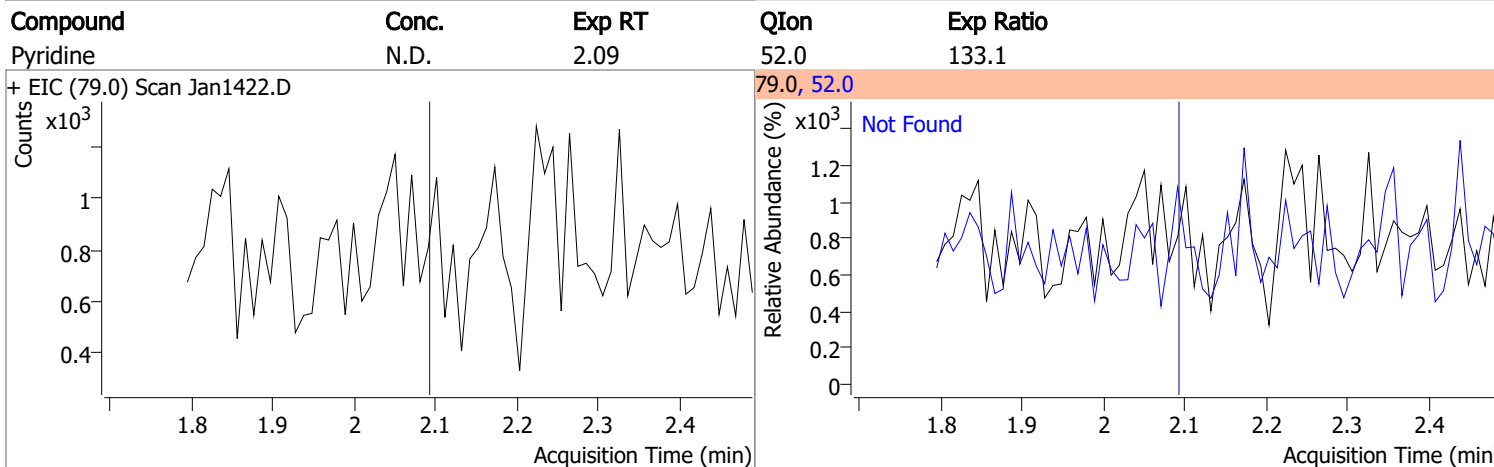 Compound Conc. Exp RT QIon Exp Ratio
Pyridine N.D. 2.09 52.0 133.1
+ EIC (79.0) Scan Jan1422.D
Counts
x10³
1
0.8
0.6
0.4
1.8 1.9 2 2.1 2.2 2.3 2.4
Acquisition Time (min)
79.0, 52.0
Relative Abundance (%)
x10³
Not Found
1.2
1
0.8
0.6
0.4
0.2
0
1.8 1.9 2 2.1 2.2 2.3 2.4
Acquisition Time (min